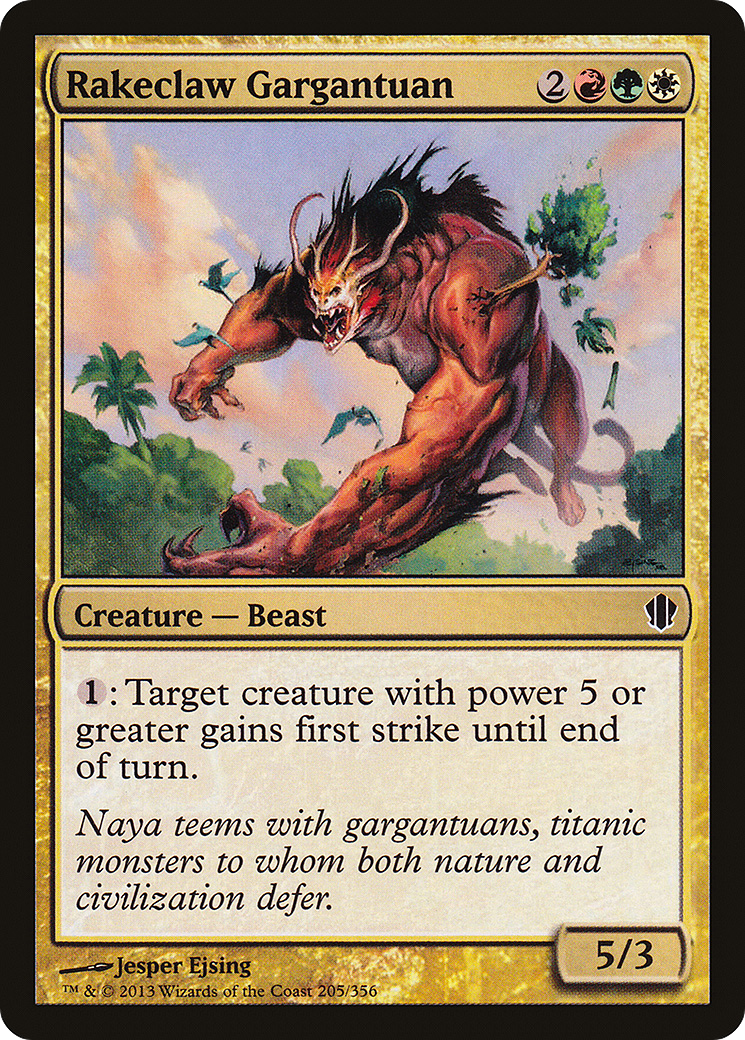 Rakeclaw Gargantuan 2
Creature — Beast
1: Target creature with power 5 or
greater gains first strike until end
of turn.
Naya teems with gargantuans, titanic
monsters to whom both nature and
civilization defer.
5/3
Jesper Ejsing
™ & © 2013 Wizards of the Coast 205/356